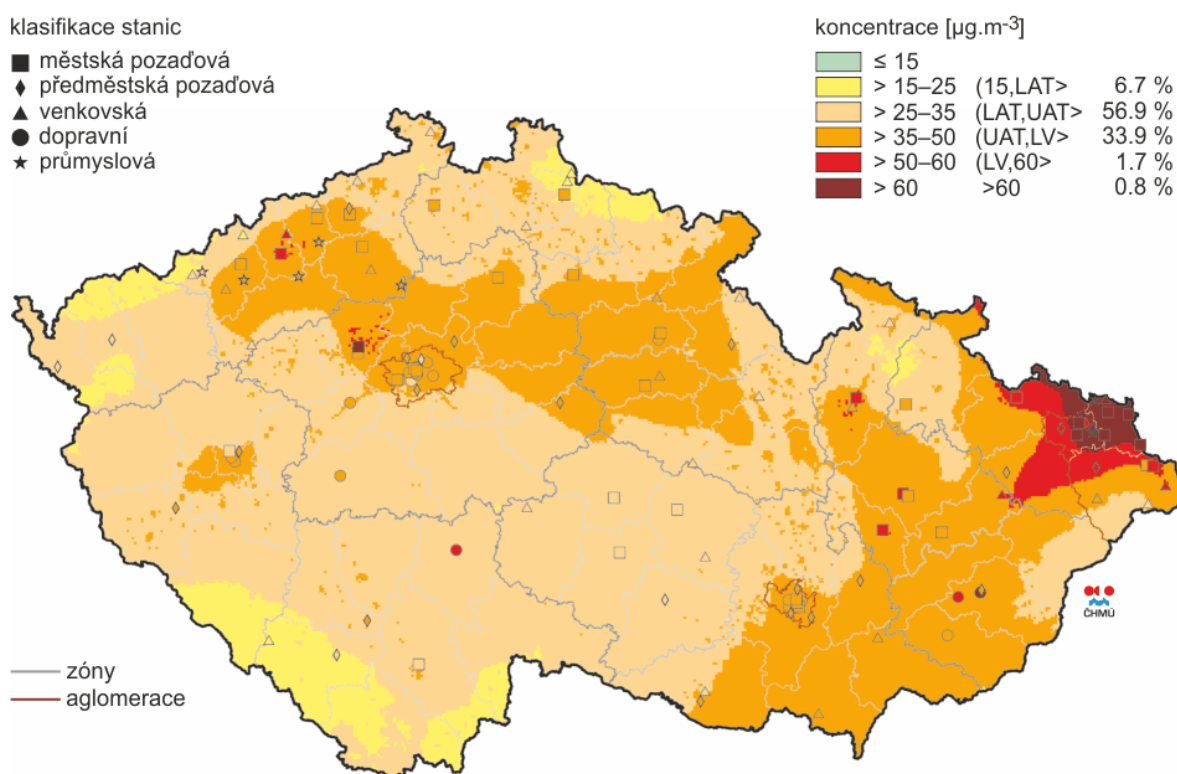 klasifikace stanic
městská pozaďová
předměstská pozaďová
venkovská
dopravní
průmyslová
koncentrace [µg.m-3]
≤ 15
> 15–25 (15,LAT> 6.7 %
> 25–35 (LAT,UAT> 56.9 %
> 35–50 (UAT,LV> 33.9 %
> 50–60 (LV,60> 1.7 %
> 60 >60 0.8 %
ČHMÚ
zóny
aglomerace